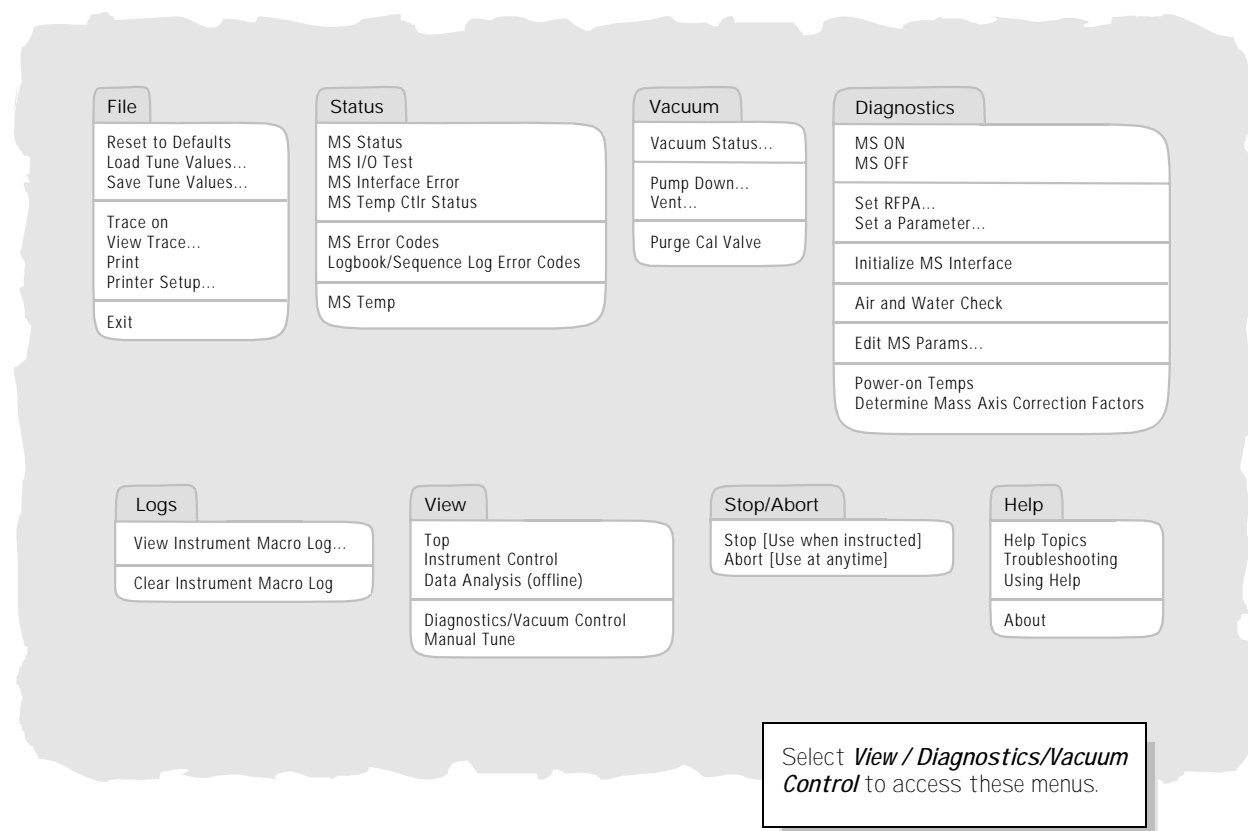 File
Reset to Defaults
Load Tune Values...
Save Tune Values...
Trace on
View Trace...
Print
Printer Setup...
Exit
Status
MS Status
MS I/O Test
MS Interface Error
MS Temp Ctlr Status
MS Error Codes
Logbook/Sequence Log Error Codes
MS Temp
Vacuum
Vacuum Status...
Pump Down...
Vent...
Purge Cal Valve
Diagnostics
MS ON
MS OFF
Set RFPA...
Set a Parameter...
Initialize MS Interface
Air and Water Check
Edit MS Params...
Power-on Temps
Determine Mass Axis Correction Factors
Logs
View Instrument Macro Log...
Clear Instrument Macro Log
View
Top
Instrument Control
Data Analysis (offline)
Diagnostics/Vacuum Control
Manual Tune
Stop/Abort
Stop [Use when instructed]
Abort [Use at anytime]
Help
Help Topics
Troubleshooting
Using Help
About
Select View / Diagnostics/Vacuum
Control to access these menus.